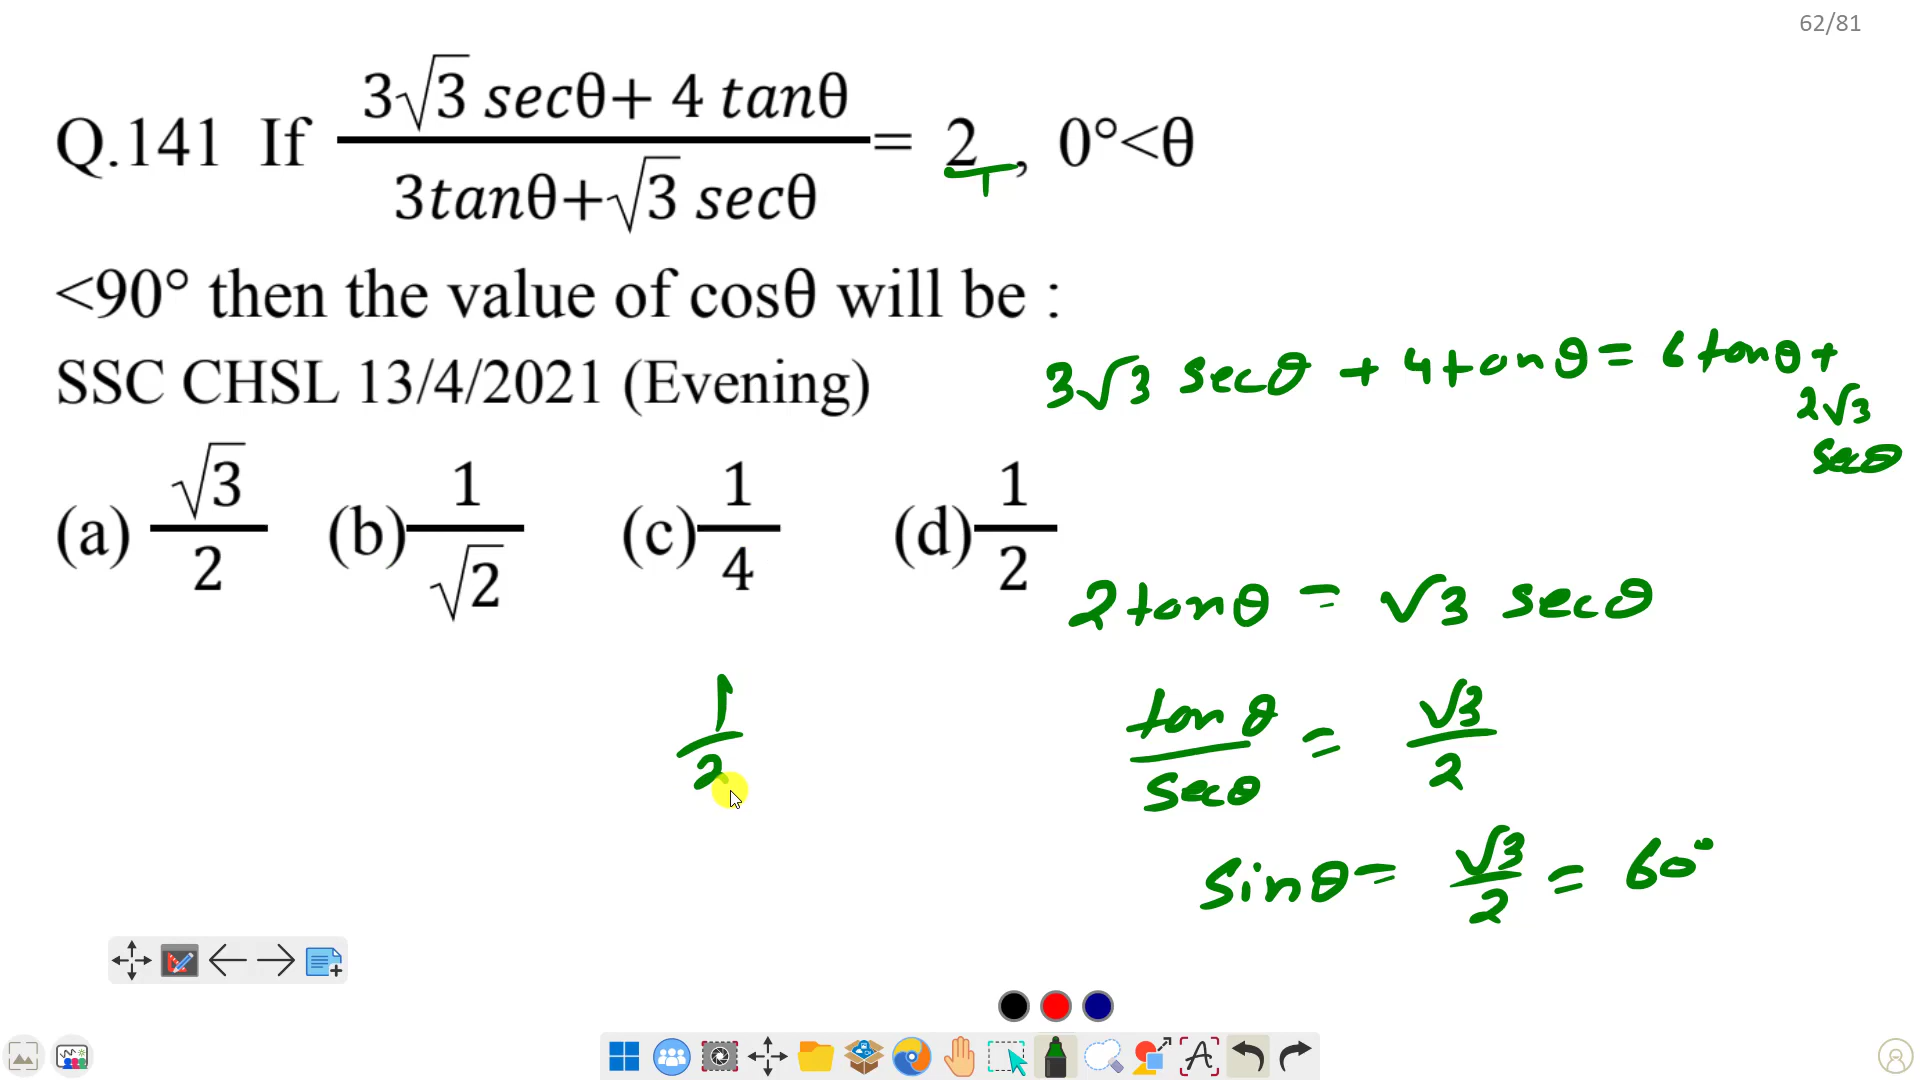 62/81
Q.141 If (3√3 secθ+ 4 tanθ)/(3tanθ+√3 secθ) = 2, 0°<θ
1
<90° then the value of cosθ will be :
SSC CHSL 13/4/2021 (Evening)
(a) √3/2 (b) 1/√2 (c) 1/4 (d) 1/2
3√3 secθ + 4tanθ = 6tanθ +
2√3
secθ
2tanθ = √3 secθ
tanθ/secθ = √3/2
1/2
sinθ = √3/2 = 60°